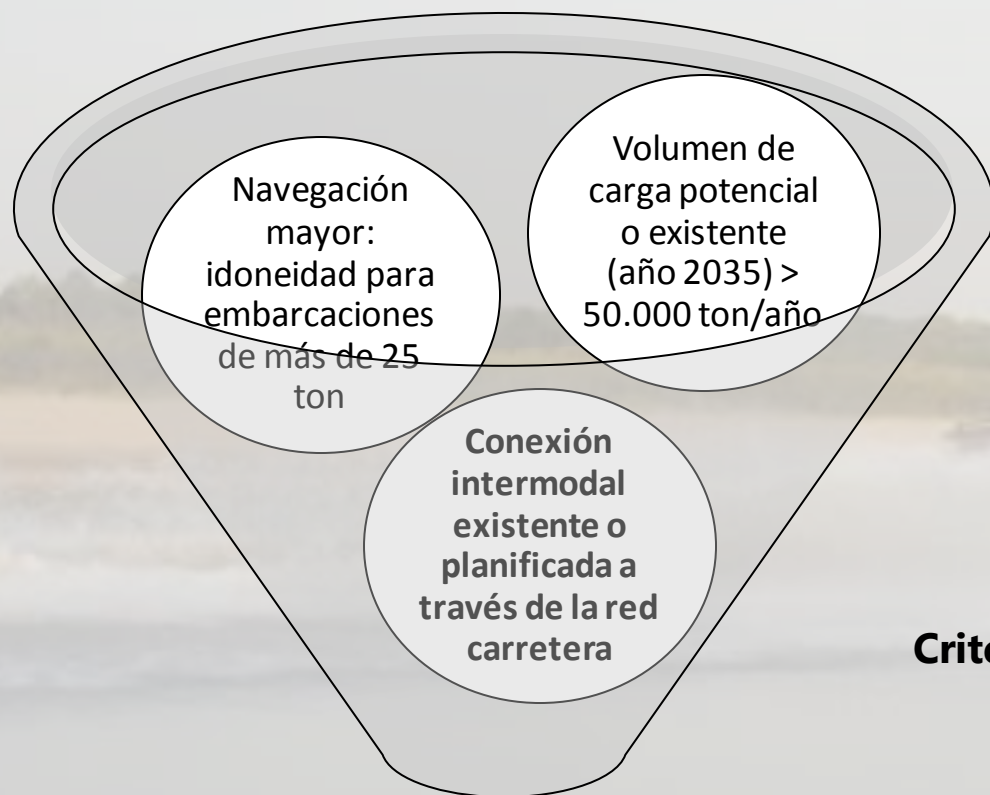 Navegación
mayor:
idoneidad para
embarcaciones
de más de 25
ton
Volumen de
carga potencial
o existente
(año 2035) >
50.000 ton/año
Conexión
intermodal
existente o
planificada a
través de la red
carretera